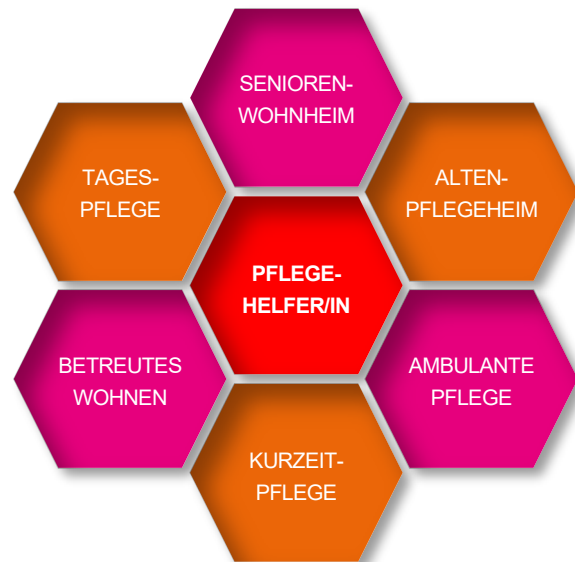 SENIOREN-
WOHNHEIM
TAGES-
PFLEGE
ALTEN-
PFLEGEHEIM
PFLEGE-
HELFER/IN
BETREUTES
WOHNEN
AMBULANTE
PFLEGE
KURZEIT-
PFLEGE